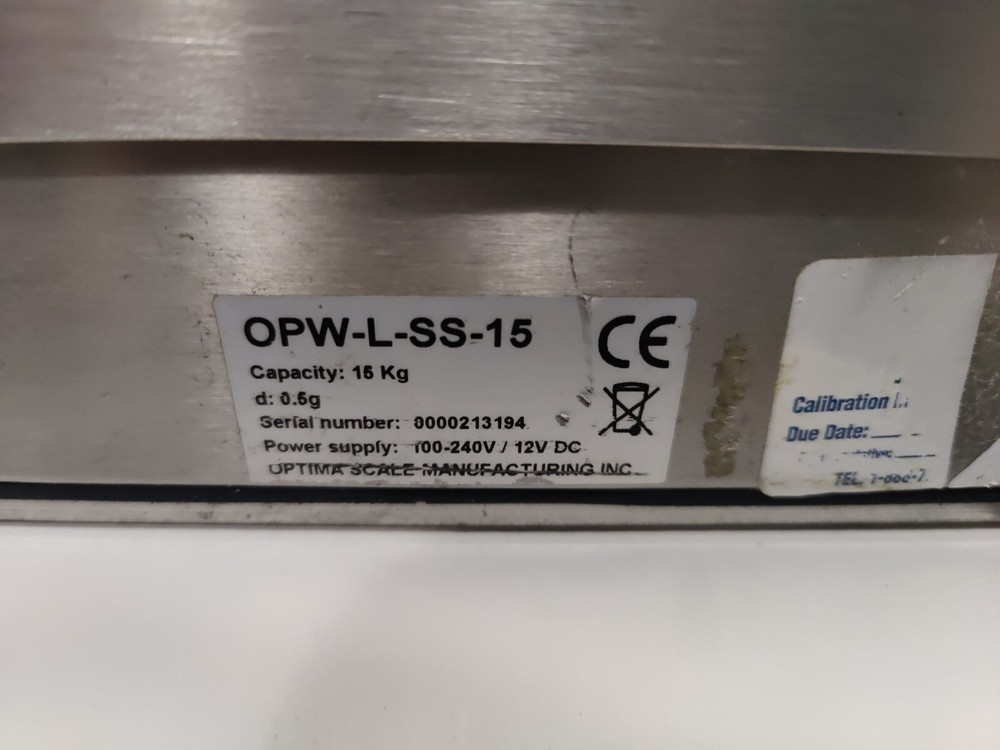 OPW-L-SS-15
CE
Capacity: 15 Kg
d: 0.5g
Serial number: 0000213194
Power supply: 100-240V / 12V DC
OPTIMA SCALE MANUFACTURING INC
Calibration
Due Date:
TEL.